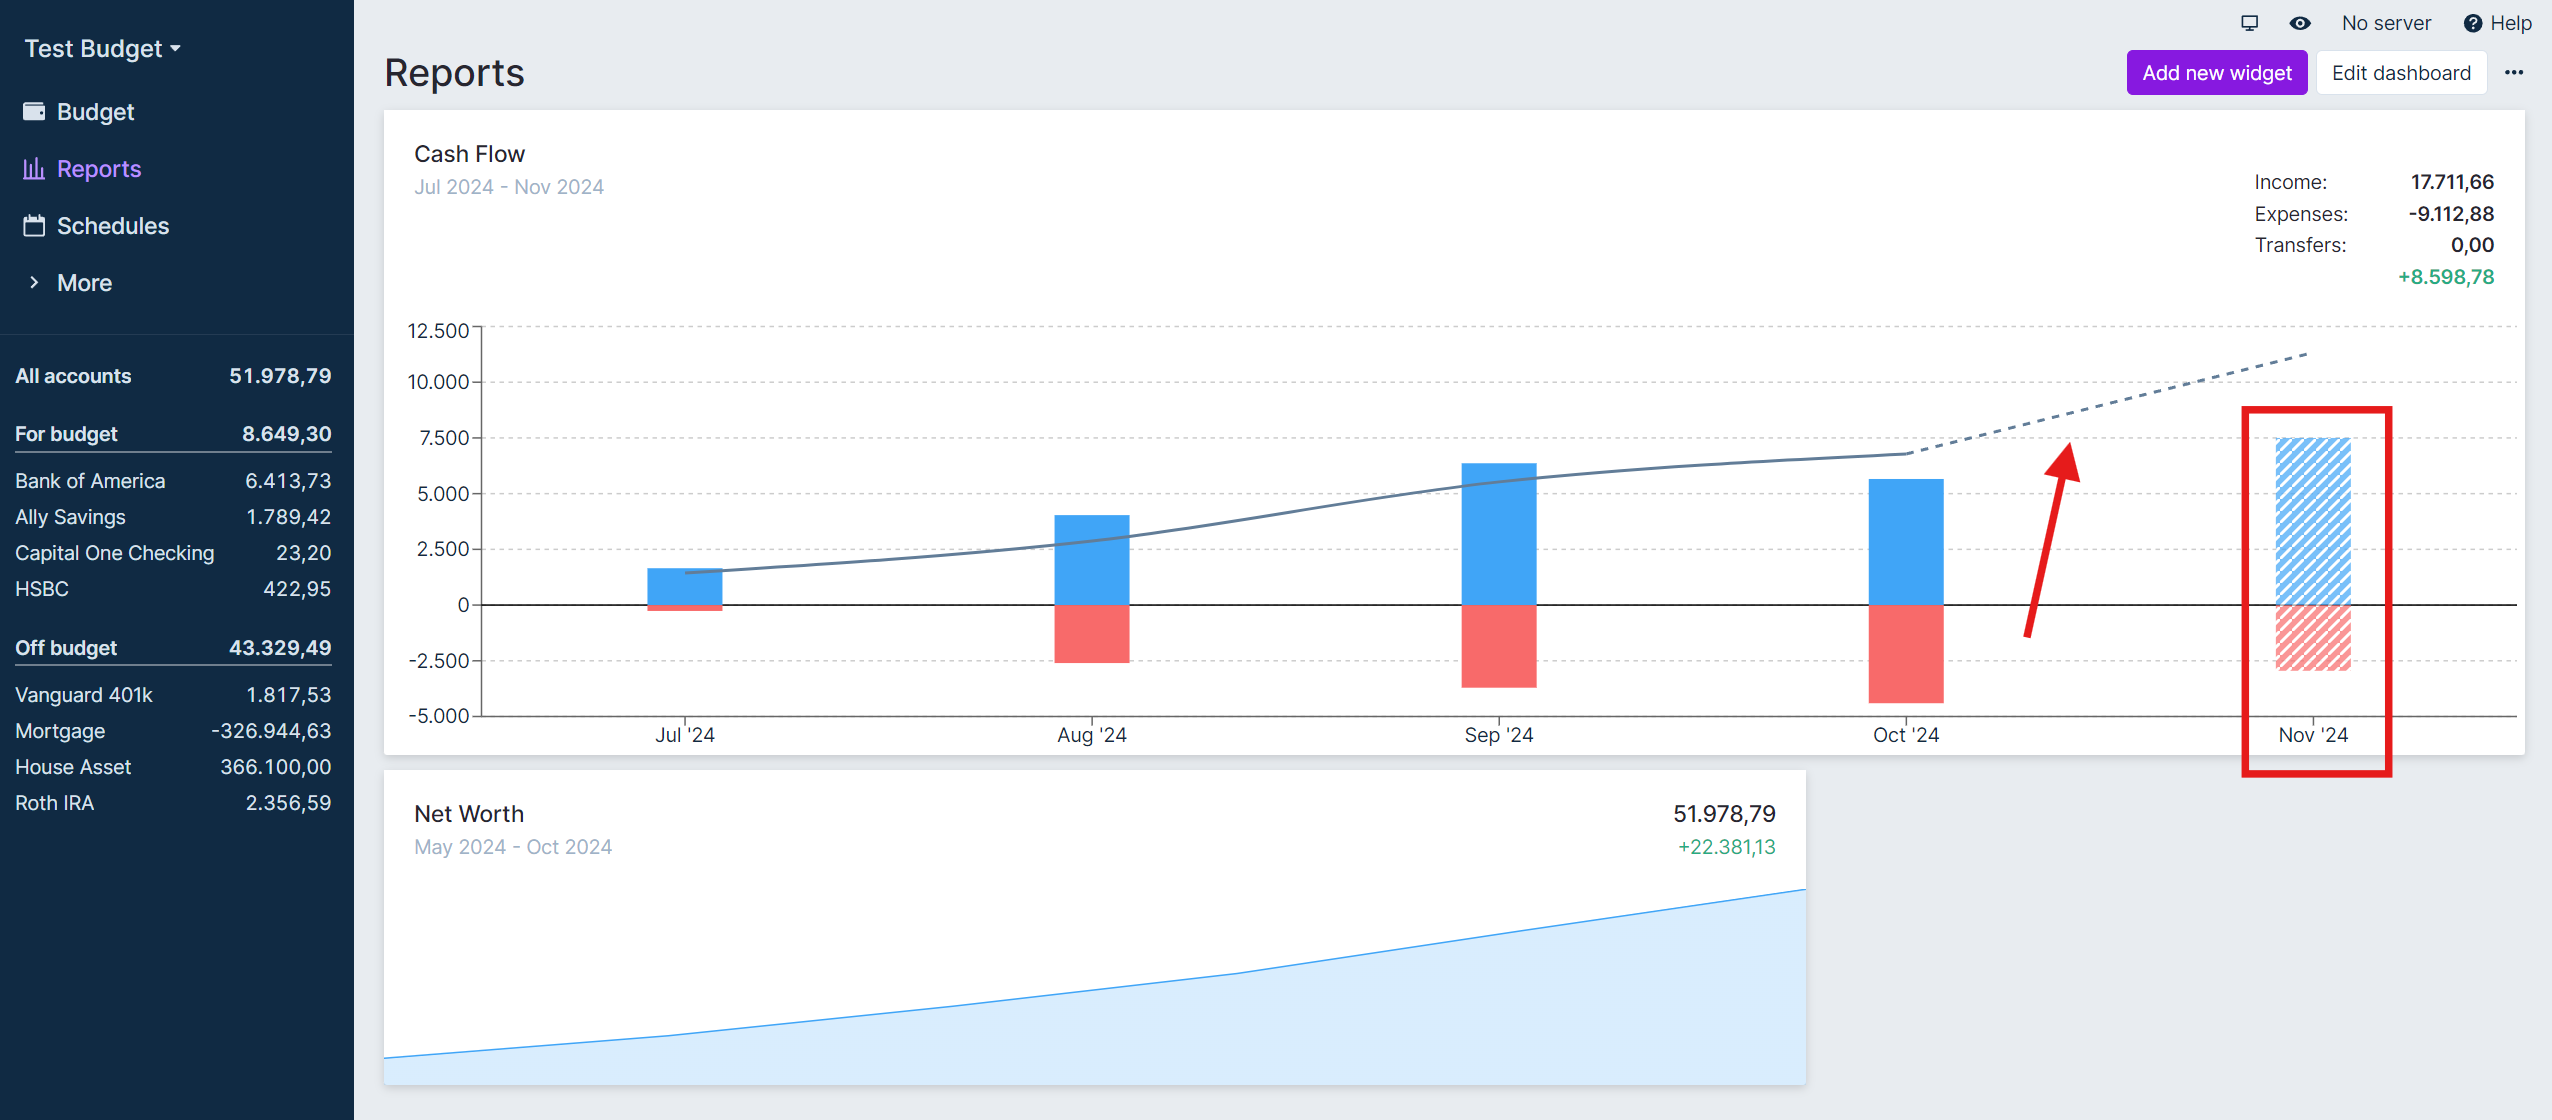 Test Budget
Budget
Reports
Schedules
More
All accounts 51.978,79
For budget 8.649,30
Bank of America 6.413,73
Ally Savings 1.789,42
Capital One Checking 23,20
HSBC 422,95
Off budget 43.329,49
Vanguard 401k 1.817,53
Mortgage -326.944,63
House Asset 366.100,00
Roth IRA 2.356,59
No server Help
Reports
Add new widget Edit dashboard
Cash Flow
Jul 2024 - Nov 2024
Income: 17.711,66
Expenses: -9.112,88
Transfers: 0,00
+8.598,78
12.500
10.000
7.500
5.000
2.500
0
-2.500
-5.000
Jul '24 Aug '24 Sep '24 Oct '24 Nov '24
Net Worth 51.978,79
May 2024 - Oct 2024 +22.381,13